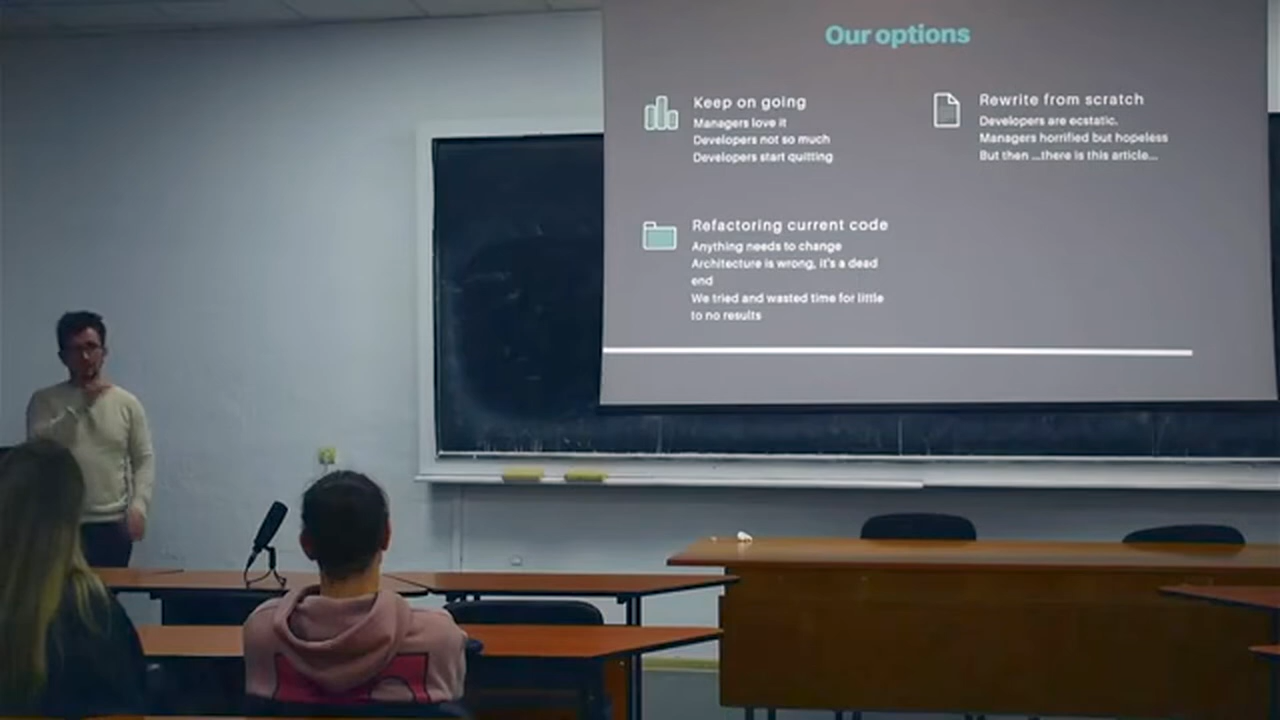 Our options
Keep on going
Managers love it
Developers not so much
Developers start quitting
Rewrite from scratch
Developers are ecstatic.
Managers horrified but hopeless
But then ...there is this article...
Refactoring current code
Anything needs to change
Architecture is wrong, it's a dead
end
We tried and wasted time for little
to no results